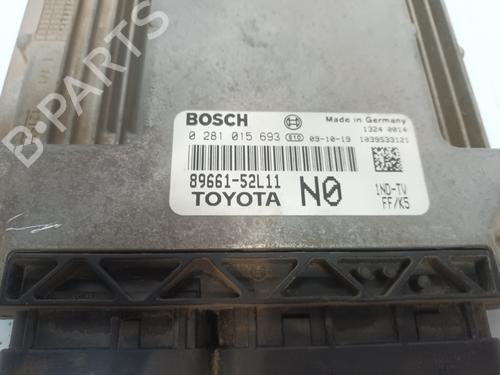 BOSCH Made in Germany
0 281 015 693 E10 09-10-19 1324 0014
1039S33121
89661-52L11
TOYOTA N0 1ND-TV
FF/K5